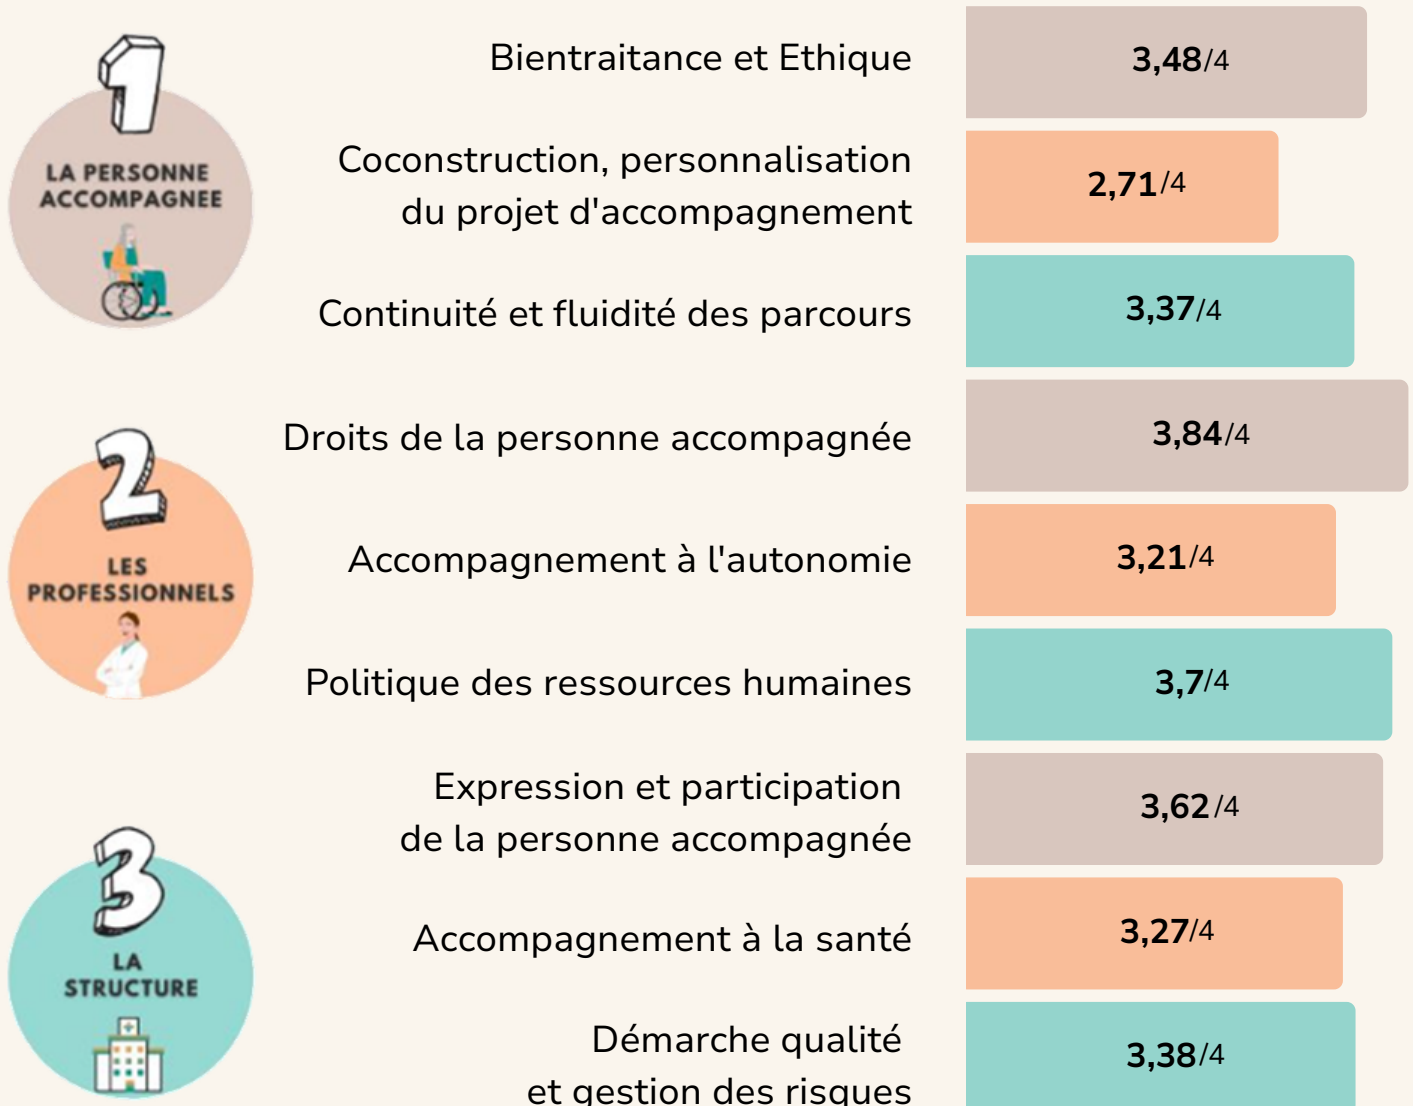 1
LA PERSONNE
ACCOMPAGNEE
2
LES
PROFESSIONNELS
3
LA
STRUCTURE
Bientraitance et Ethique
3,48/4
Coconstruction, personnalisation
du projet d'accompagnement
2,71/4
Continuité et fluidité des parcours
3,37/4
Droits de la personne accompagnée
3,84/4
Accompagnement à l'autonomie
3,21/4
Politique des ressources humaines
3,7/4
Expression et participation
de la personne accompagnée
3,62/4
Accompagnement à la santé
3,27/4
Démarche qualité
et gestion des risques
3,38/4